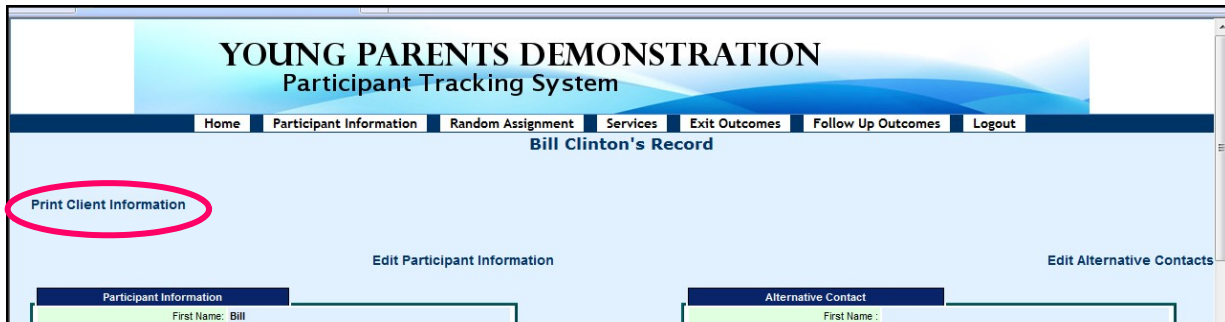 YOUNG PARENTS DEMONSTRATION
Participant Tracking System
Home Participant Information Random Assignment Services Exit Outcomes Follow Up Outcomes Logout
Bill Clinton's Record
Print Client Information
Edit Participant Information Edit Alternative Contacts
Participant Information Alternative Contact
First Name: Bill First Name :